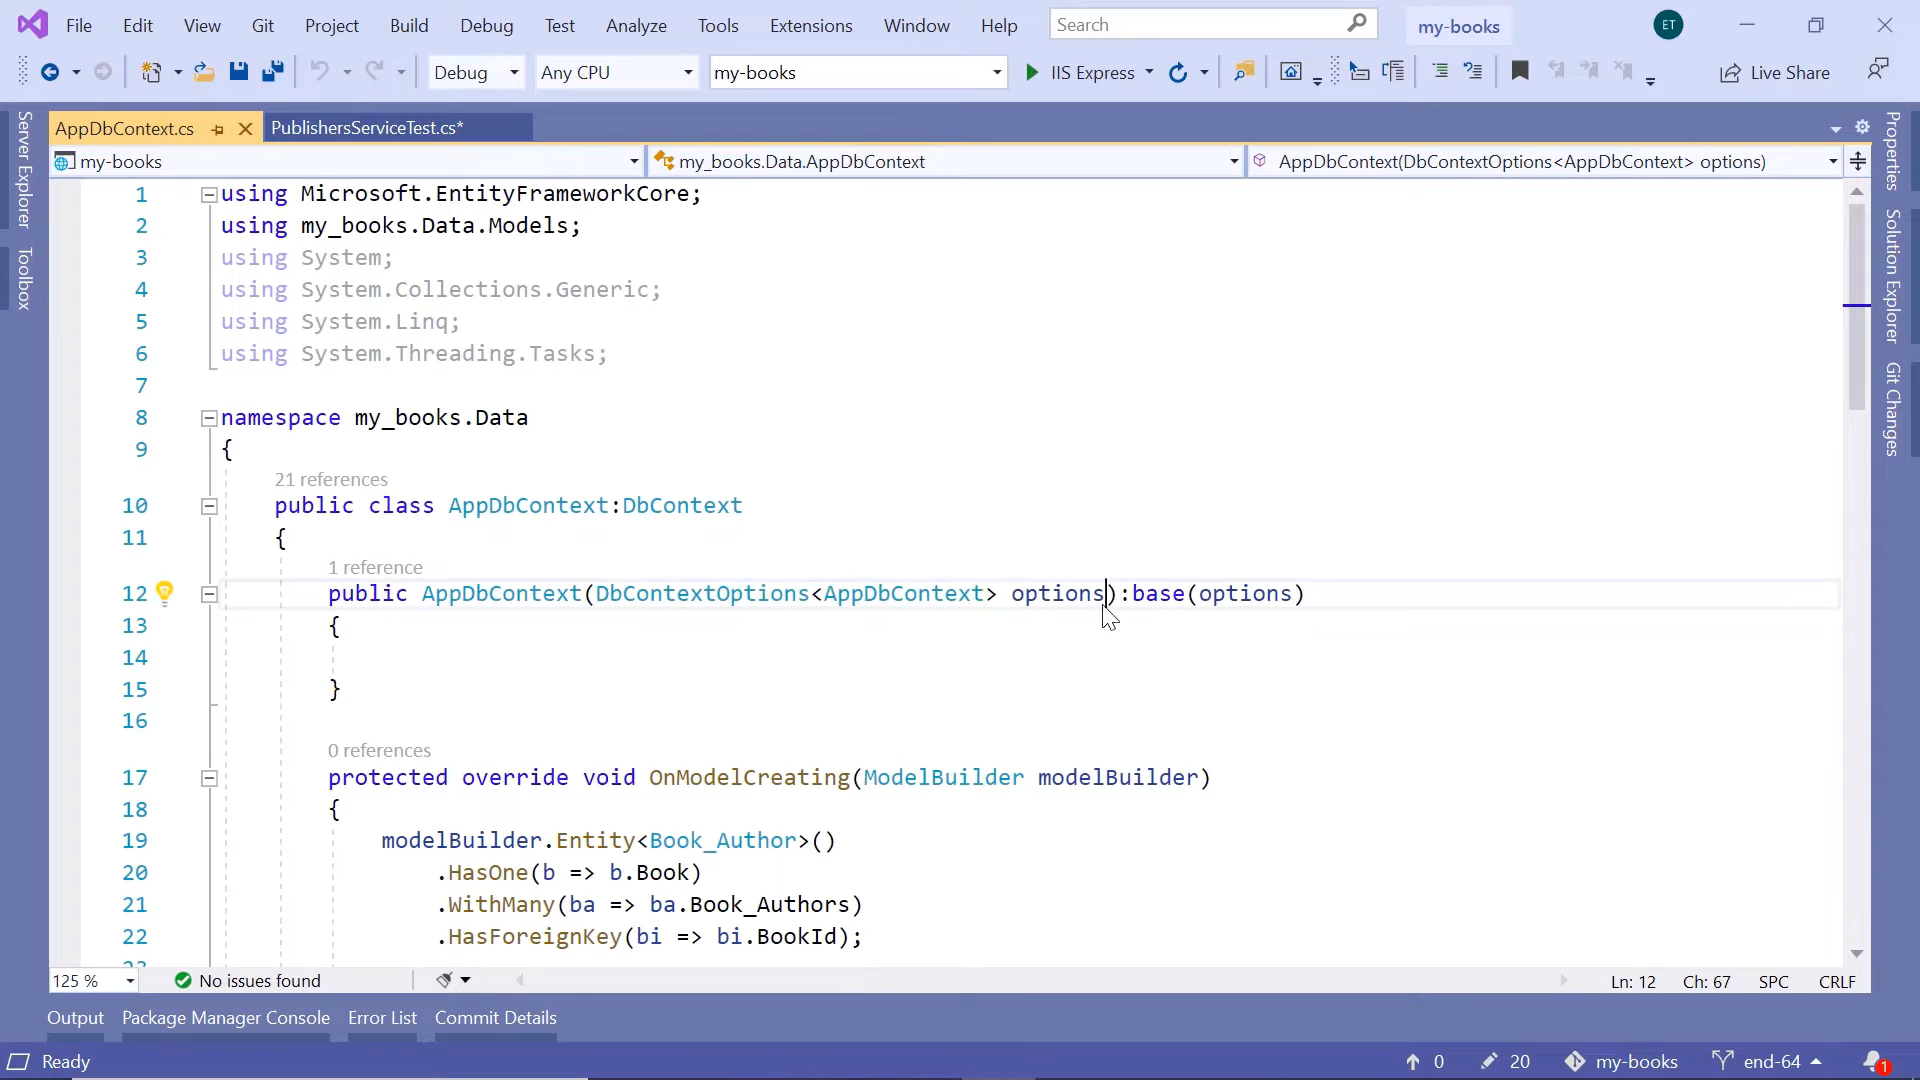 File Edit View Git Project Build Debug Test Analyze Tools Extensions Window Help Search my-books ET
Debug Any CPU my-books IIS Express Live Share
AppDbContext.cs PublishersServiceTest.cs*
my-books my_books.Data.AppDbContext AppDbContext(DbContextOptions<AppDbContext> options)
Server Explorer
Toolbox
Properties
Solution Explorer
Git Changes
1 using Microsoft.EntityFrameworkCore;
2 using my_books.Data.Models;
3 using System;
4 using System.Collections.Generic;
5 using System.Linq;
6 using System.Threading.Tasks;
7
8 namespace my_books.Data
9 {
21 references
10 public class AppDbContext:DbContext
11 {
1 reference
12 public AppDbContext(DbContextOptions<AppDbContext> options):base(options)
13 {
14
15 }
16
0 references
17 protected override void OnModelCreating(ModelBuilder modelBuilder)
18 {
19 modelBuilder.Entity<Book_Author>()
20 .HasOne(b => b.Book)
21 .WithMany(ba => ba.Book_Authors)
22 .HasForeignKey(bi => bi.BookId);
125 % No issues found Ln: 12 Ch: 67 SPC CRLF
Output Package Manager Console Error List Commit Details
Ready 0 20 my-books end-64 1